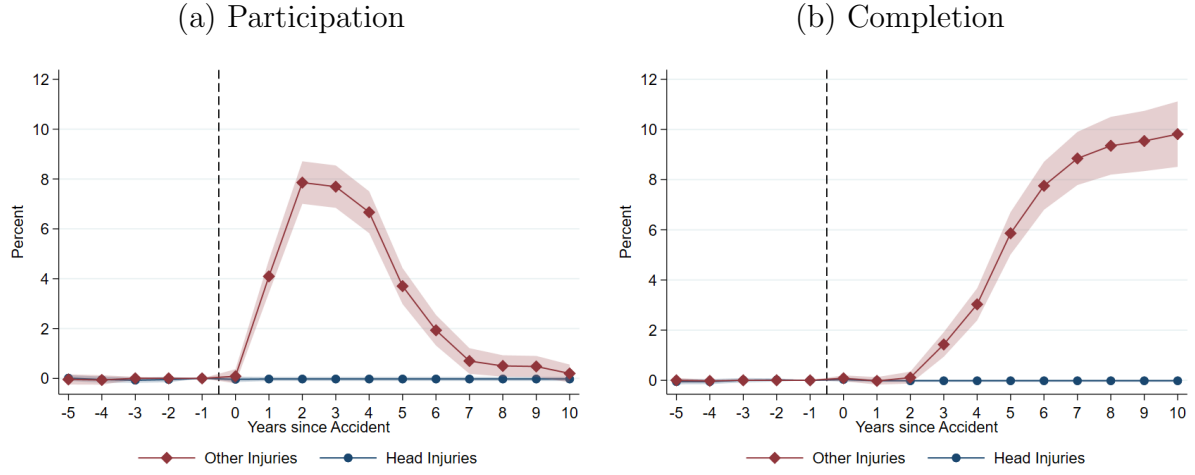 (a) Participation
12
10
8
6
4
2
0
Percent
-5 -4 -3 -2 -1 0 1 2 3 4 5 6 7 8 9 10
Years since Accident
Other Injuries Head Injuries
(b) Completion
12
10
8
6
4
2
0
Percent
-5 -4 -3 -2 -1 0 1 2 3 4 5 6 7 8 9 10
Years since Accident
Other Injuries Head Injuries